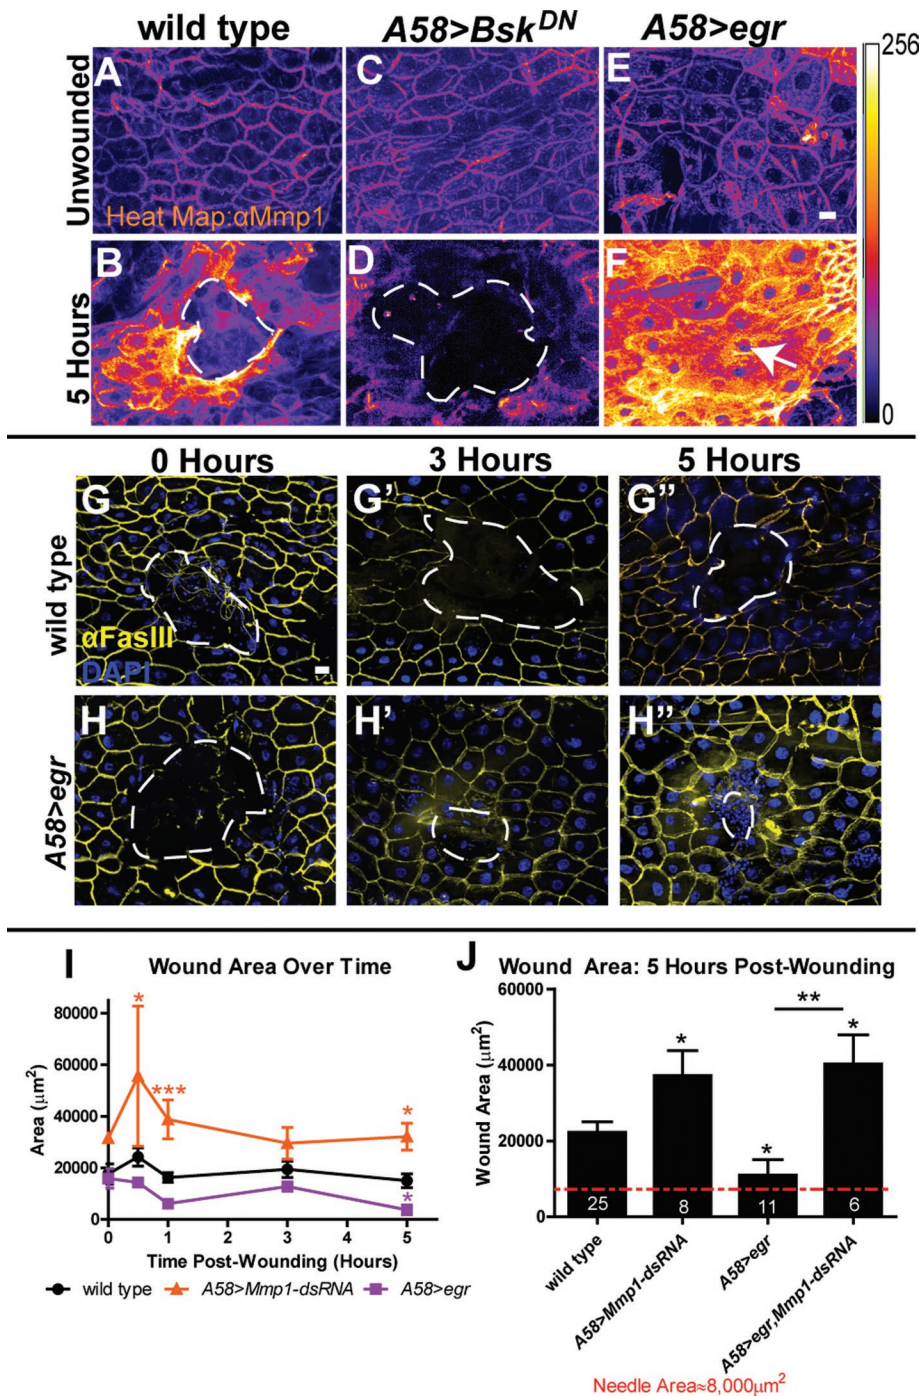 wild type A58>Bsk^DN A58>egr
Unwounded
A C E 256
Heat Map:αMmp1
5 Hours
B D F
0
0 Hours 3 Hours 5 Hours
wild type
G G’ G”
αFasIII
DAPI
A58>egr
H H’ H”
I Wound Area Over Time
80000
60000
40000
20000
0
Area (μm²)
* *** * *
0 1 2 3 4 5
Time Post-Wounding (Hours)
wild type A58>Mmp1-dsRNA A58>egr
J Wound Area: 5 Hours Post-Wounding
60000
40000
20000
0
Wound Area (μm²)
* * ** *
25 8 11 6
wild type
A58>Mmp1-dsRNA
A58>egr
A58>egr,Mmp1-dsRNA
Needle Area≈8,000μm²